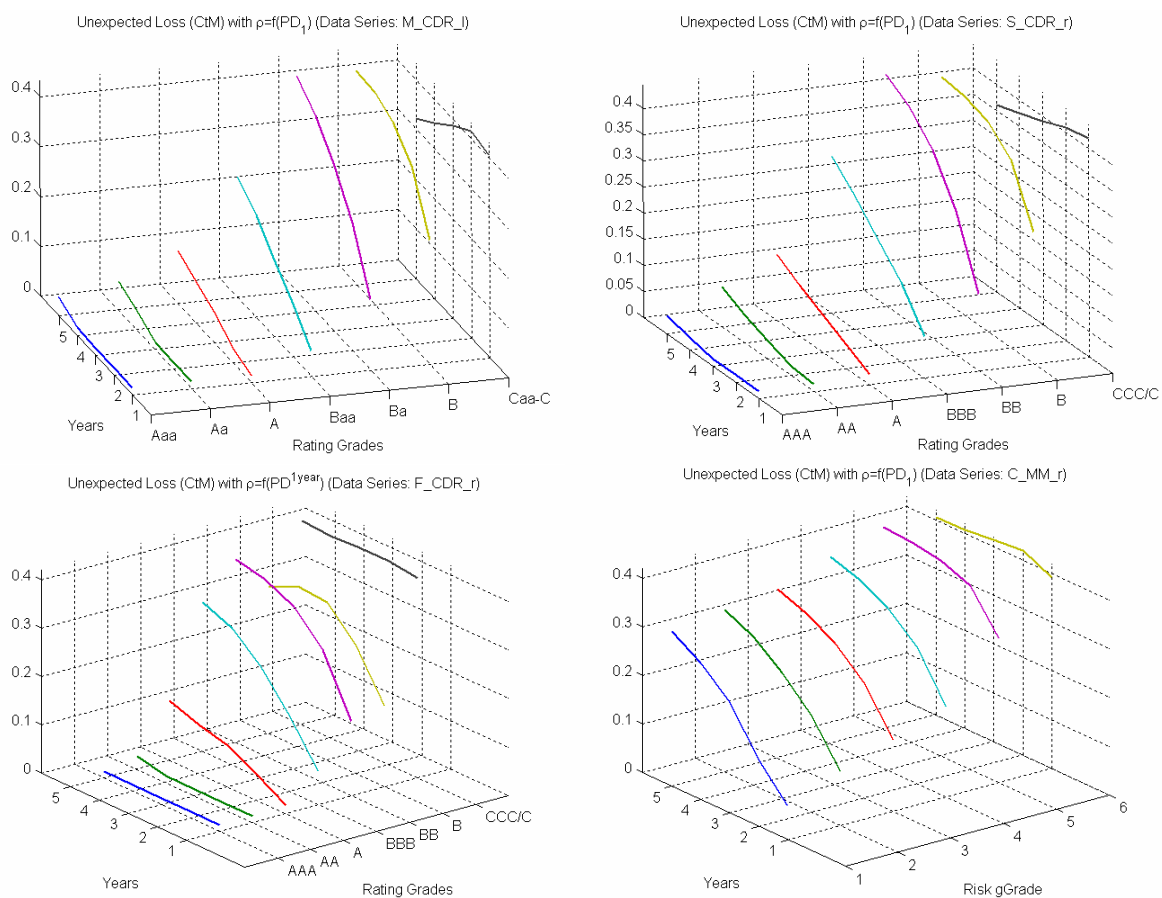 Unexpected Loss (CtM) with ρ=f(PD1) (Data Series: M_CDR_l)
0.4
0.3
0.2
0.1
0
5
4
3
2
1
Years
Aaa
Aa
A
Baa
Ba
B
Caa-C
Rating Grades
Unexpected Loss (CtM) with ρ=f(PD1) (Data Series: S_CDR_r)
0.4
0.35
0.3
0.25
0.2
0.15
0.1
0.05
0
5
4
3
2
1
Years
AAA
AA
A
BBB
BB
B
CCC/C
Rating Grades
Unexpected Loss (CtM) with ρ=f(PD1year) (Data Series: F_CDR_r)
0.4
0.3
0.2
0.1
0
5
4
3
2
1
Years
AAA
AA
A
BBB
BB
B
CCC/C
Rating Grades
Unexpected Loss (CtM) with ρ=f(PD1) (Data Series: C_MM_r)
0.4
0.3
0.2
0.1
0
5
4
3
2
1
Years
1
2
3
4
5
6
Risk gGrade